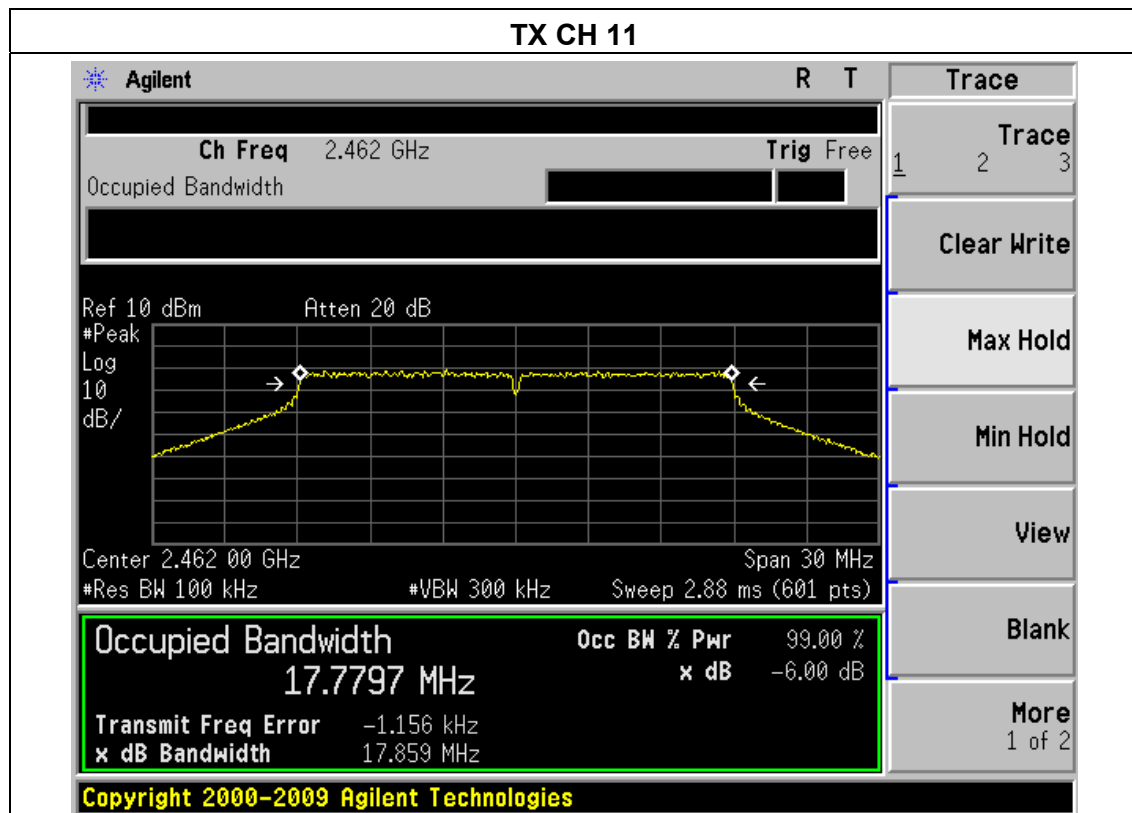 TX CH 11
Agilent R T
Ch Freq 2.462 GHz Trig Free
Occupied Bandwidth
Ref 10 dBm Atten 20 dB
#Peak
Log
10
dB/
Center 2.462 00 GHz Span 30 MHz
#Res BW 100 kHz #VBW 300 kHz Sweep 2.88 ms (601 pts)
Occupied Bandwidth Occ BW % Pwr 99.00 %
17.7797 MHz x dB -6.00 dB
Transmit Freq Error -1.156 kHz
x dB Bandwidth 17.859 MHz
Copyright 2000-2009 Agilent Technologies
Trace
Trace
1 2 3
Clear Write
Max Hold
Min Hold
View
Blank
More
1 of 2